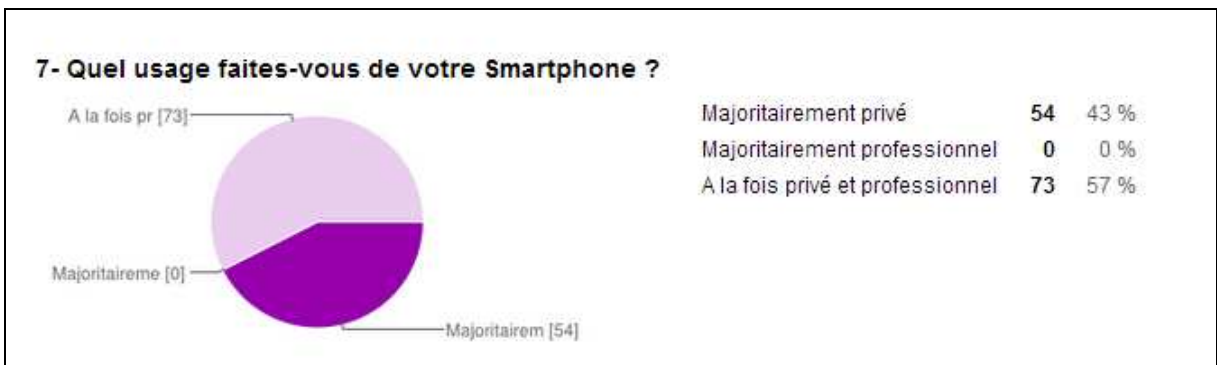 7- Quel usage faites-vous de votre Smartphone ?
A la fois pr [73]
Majoritaireme [0]
Majoritairem [54]
Majoritairement privé 54 43 %
Majoritairement professionnel 0 0 %
A la fois privé et professionnel 73 57 %